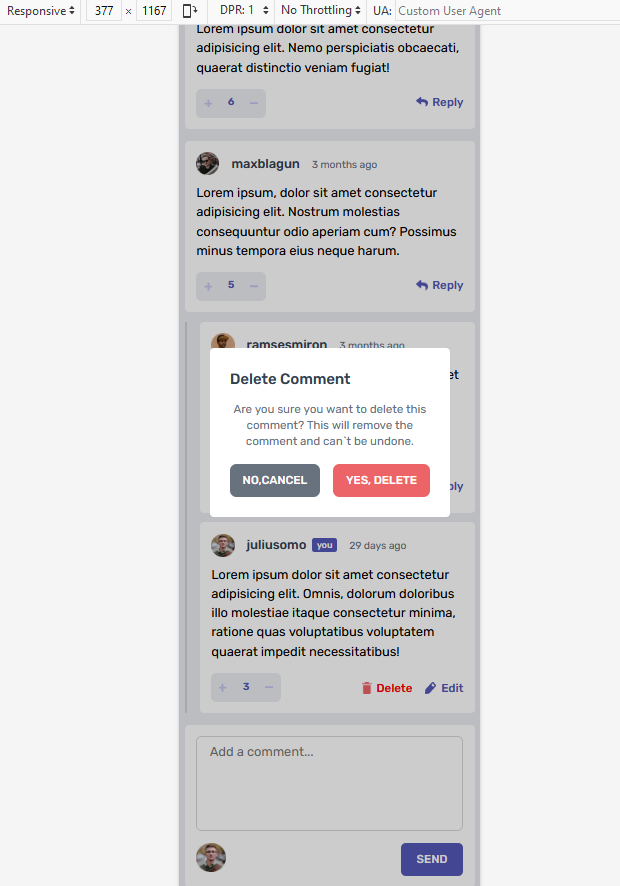 Responsive 377 × 1167 DPR: 1 No Throttling UA: Custom User Agent
Lorem ipsum dolor sit amet consectetur
adipisicing elit. Nemo perspiciatis obcaecati,
quaerat distinctio veniam fugiat!
+ 6 − Reply
maxblagun 3 months ago
Lorem ipsum, dolor sit amet consectetur
adipisicing elit. Nostrum molestias
consequuntur odio aperiam cum? Possimus
minus tempora eius neque harum.
+ 5 − Reply
ramsesmiron 3 months ago
et
Delete Comment
Are you sure you want to delete this
comment? This will remove the
comment and can`t be undone.
NO,CANCEL YES, DELETE
ply
juliusomo you 29 days ago
Lorem ipsum dolor sit amet consectetur
adipisicing elit. Omnis, dolorum doloribus
illo molestiae itaque consectetur minima,
ratione quas voluptatibus voluptatem
quaerat impedit necessitatibus!
+ 3 − Delete Edit
Add a comment...
SEND